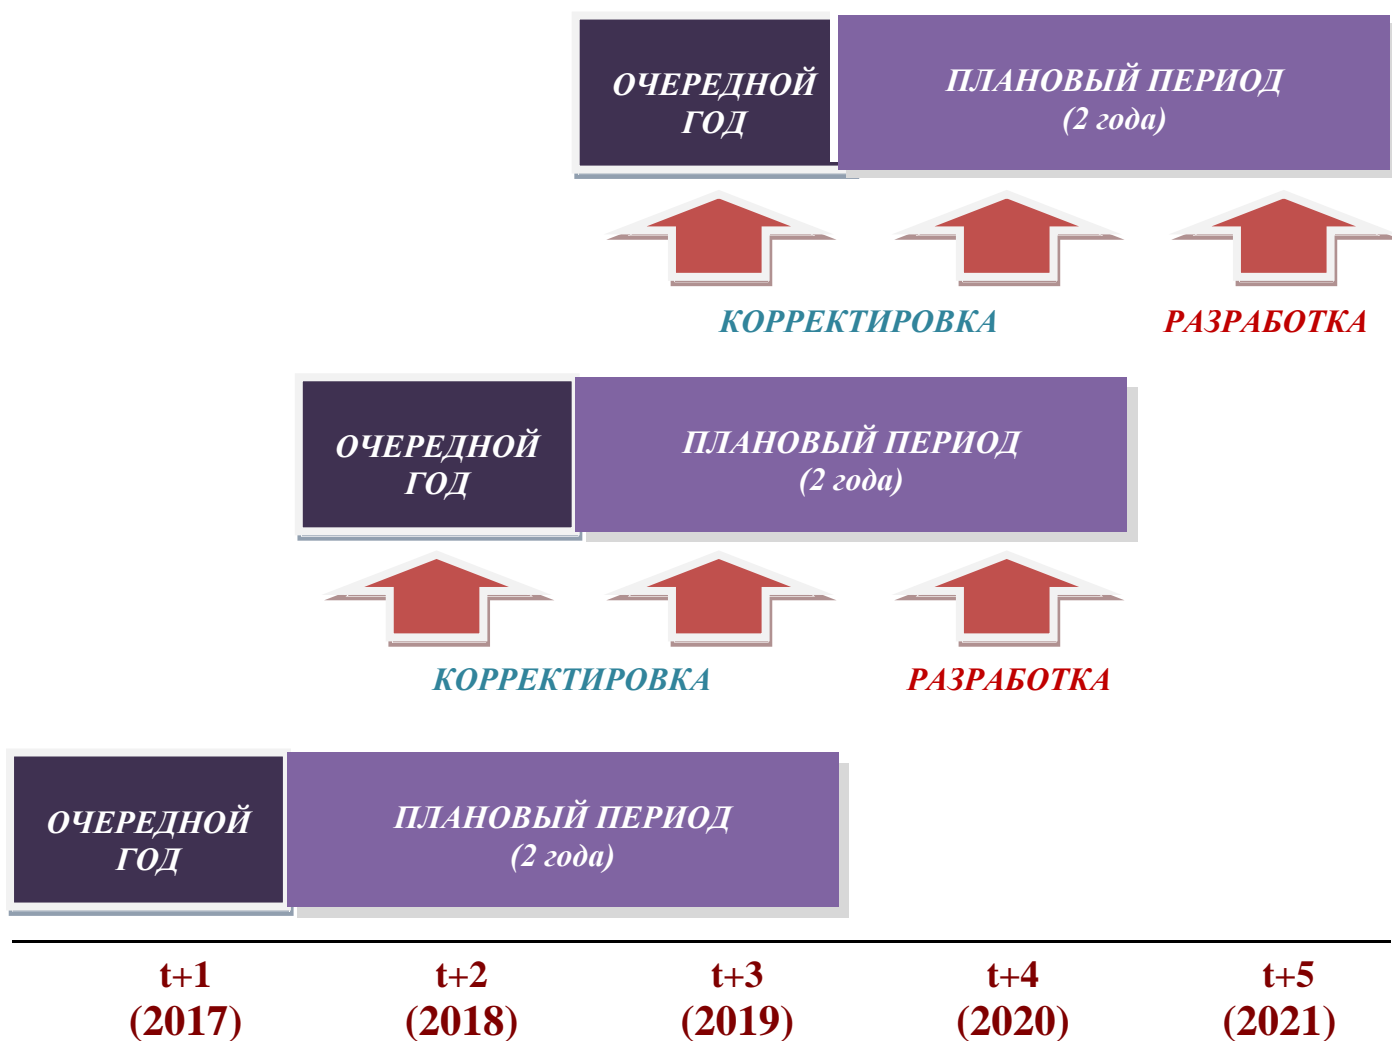 ОЧЕРЕДНОЙ
ГОД
ПЛАНОВЫЙ ПЕРИОД
(2 года)
КОРРЕКТИРОВКА
РАЗРАБОТКА
ОЧЕРЕДНОЙ
ГОД
ПЛАНОВЫЙ ПЕРИОД
(2 года)
КОРРЕКТИРОВКА
РАЗРАБОТКА
ОЧЕРЕДНОЙ
ГОД
ПЛАНОВЫЙ ПЕРИОД
(2 года)
t+1
(2017)
t+2
(2018)
t+3
(2019)
t+4
(2020)
t+5
(2021)